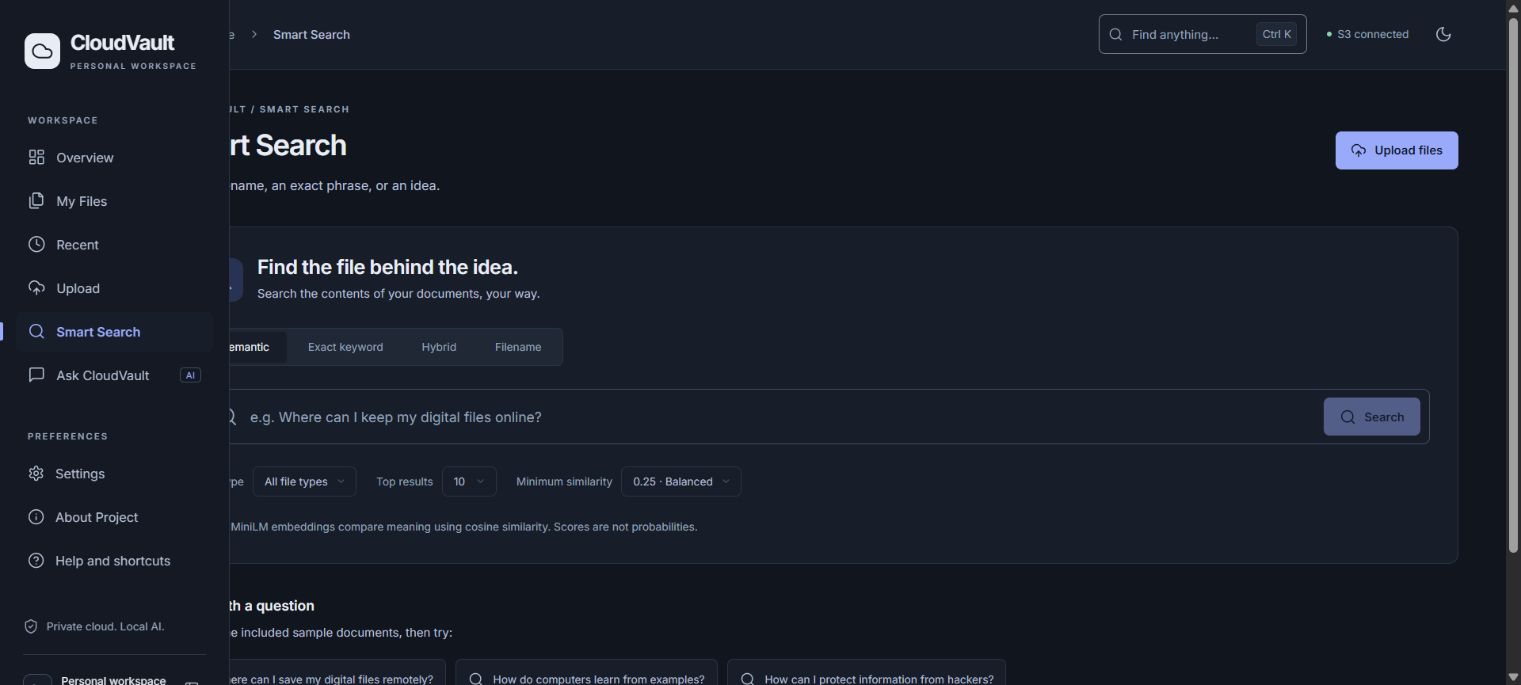 CloudVault
PERSONAL WORKSPACE
WORKSPACE
Overview
My Files
Recent
Upload
Smart Search
Ask CloudVault AI
PREFERENCES
Settings
About Project
Help and shortcuts
Private cloud. Local AI.
Personal workspace
e > Smart Search
Find anything... Ctrl K
S3 connected
ULT / SMART SEARCH
rt Search
name, an exact phrase, or an idea.
Upload files
Find the file behind the idea.
Search the contents of your documents, your way.
emantic Exact keyword Hybrid Filename
e.g. Where can I keep my digital files online?
Search
pe All file types Top results 10 Minimum similarity 0.25 · Balanced
MiniLM embeddings compare meaning using cosine similarity. Scores are not probabilities.
th a question
e included sample documents, then try:
ere can I save my digital files remotely? How do computers learn from examples? How can I protect information from hackers?